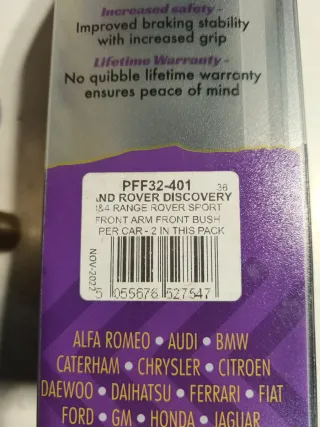 Increased safety -
Improved braking stability
with increased grip
Lifetime Warranty -
No quibble lifetime warranty
ensures peace of mind
PFF32-401
36
AND ROVER DISCOVERY
3&4 RANGE ROVER SPORT
FRONT ARM FRONT BUSH
PER CAR - 2 IN THIS PACK
NOV-2022
5 055678 527547
ALFA ROMEO • AUDI • BMW
CATERHAM • CHRYSLER • CITROEN
DAEWOO • DAIHATSU • FERRARI • FIAT
FORD • GM • HONDA • JAGUAR